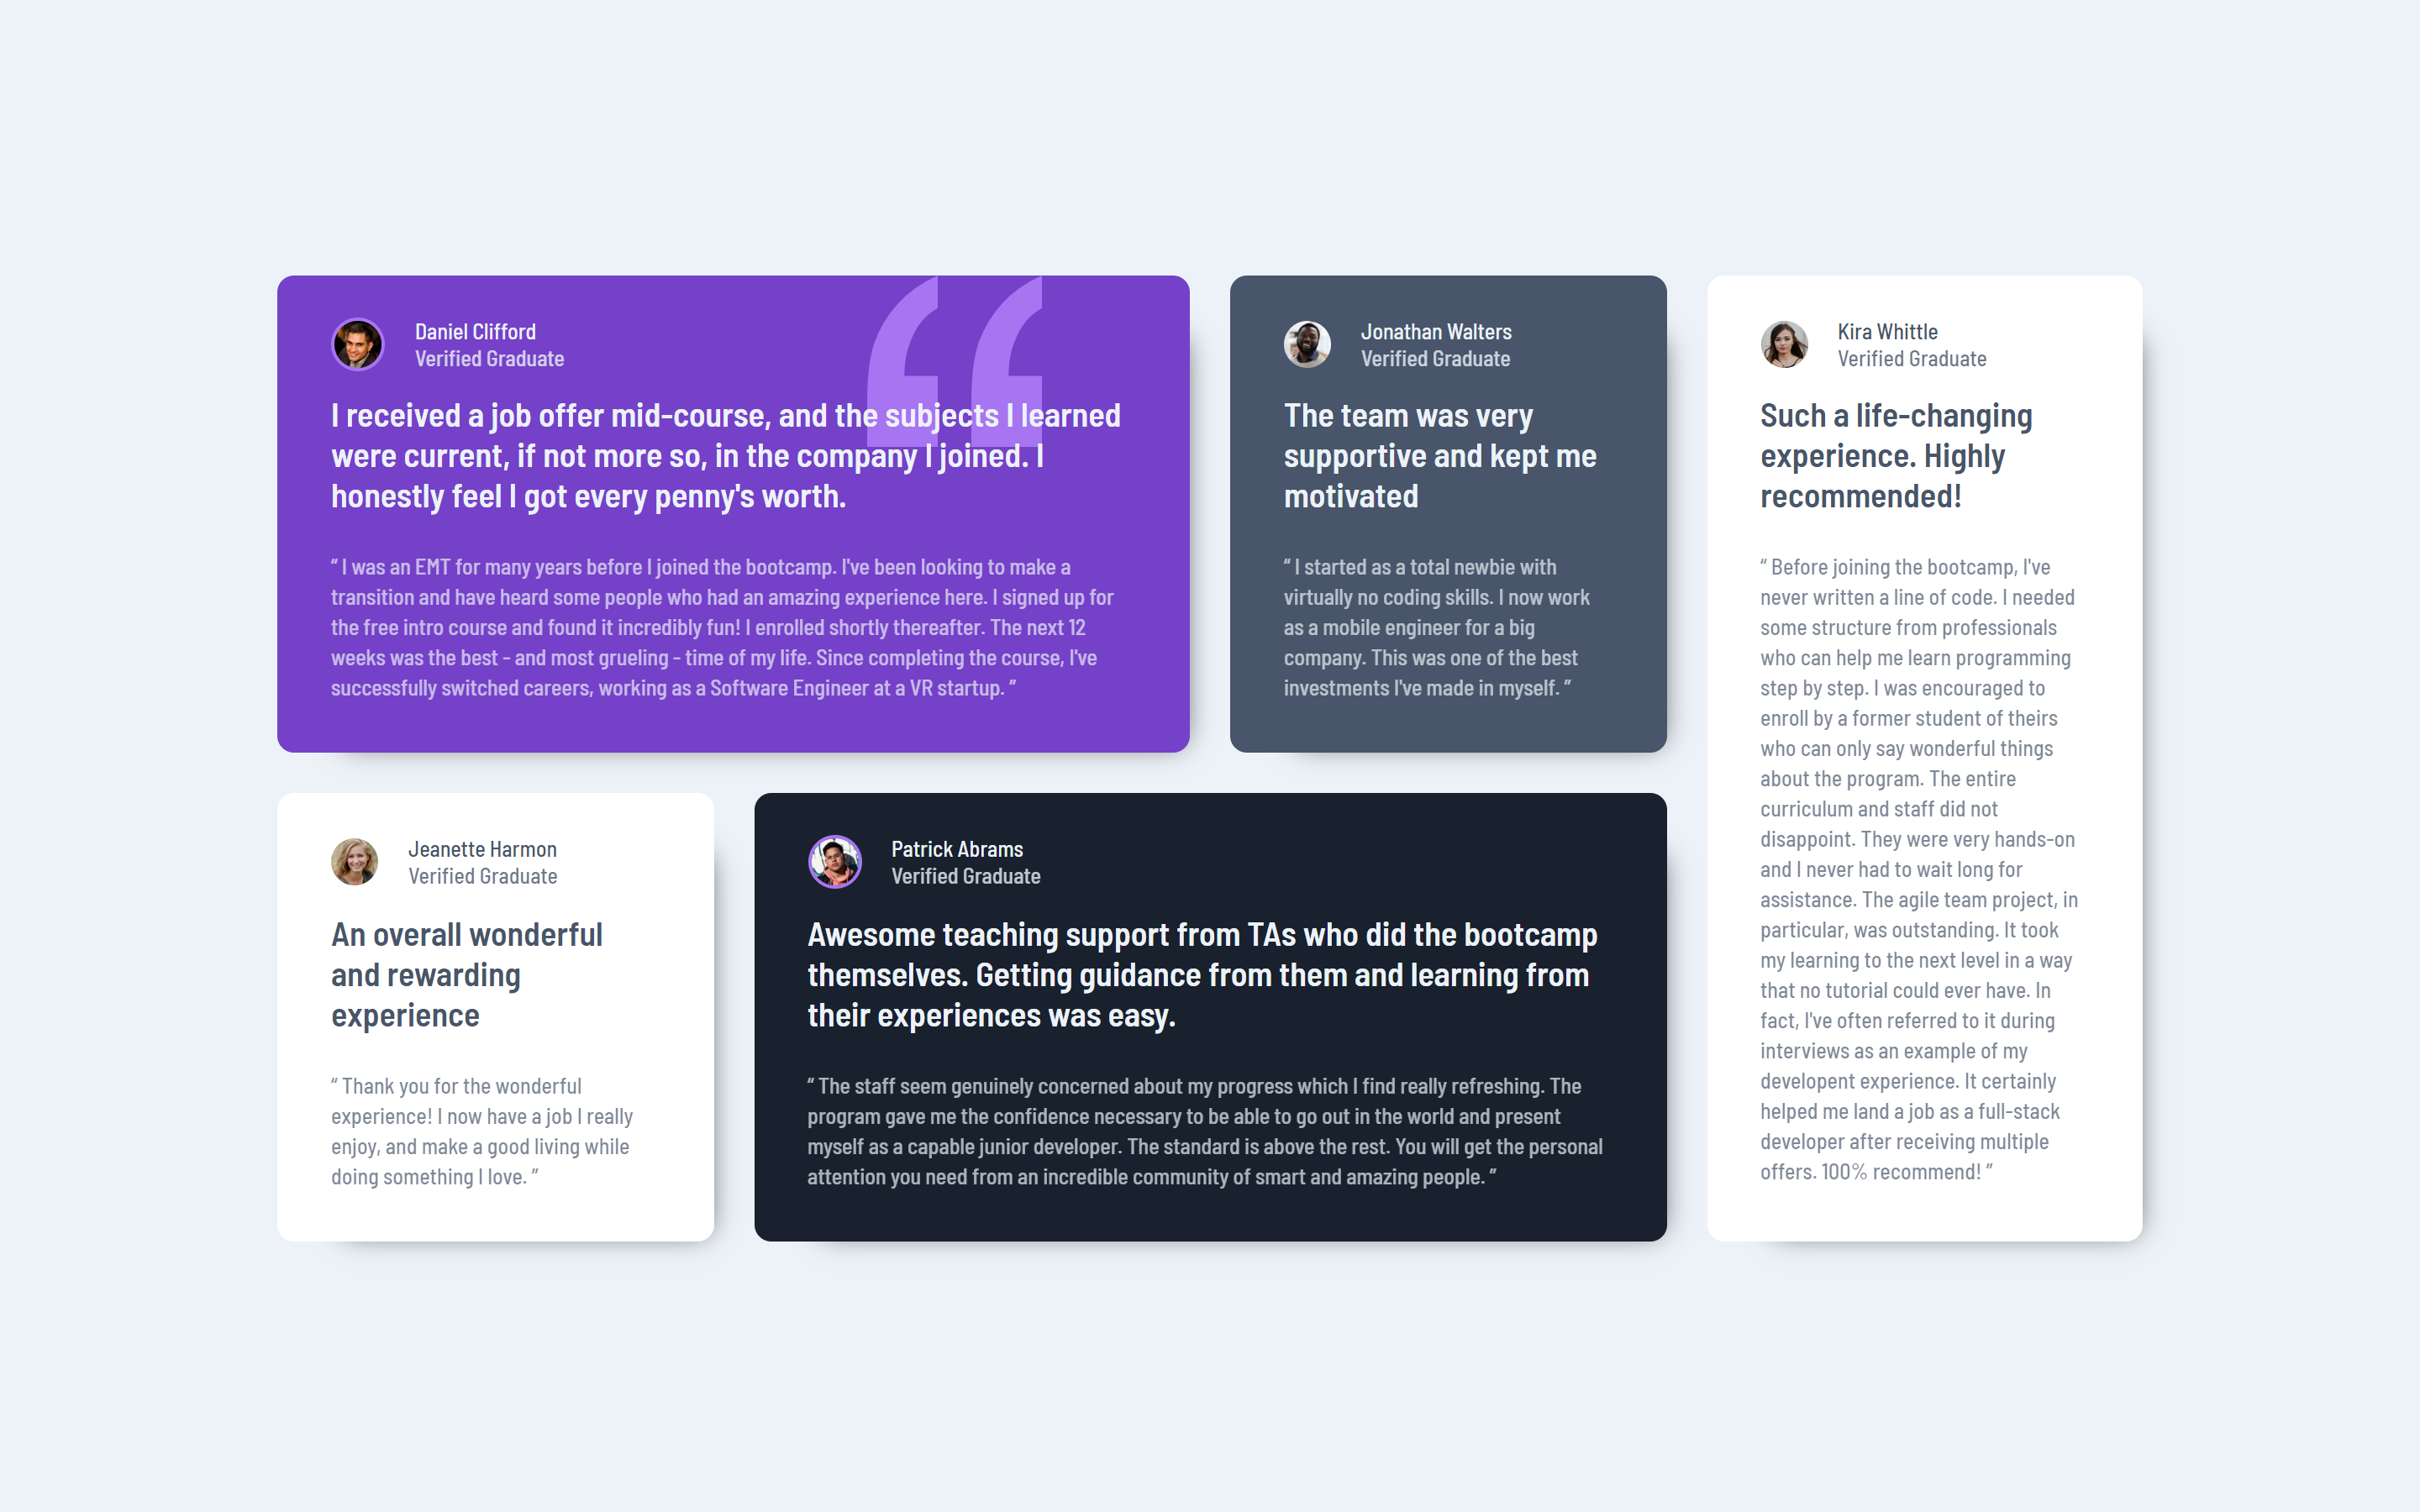 Daniel Clifford
Verified Graduate
I received a job offer mid-course, and the subjects I learned
were current, if not more so, in the company I joined. I
honestly feel I got every penny's worth.
“ I was an EMT for many years before I joined the bootcamp. I've been looking to make a
transition and have heard some people who had an amazing experience here. I signed up for
the free intro course and found it incredibly fun! I enrolled shortly thereafter. The next 12
weeks was the best - and most grueling - time of my life. Since completing the course, I've
successfully switched careers, working as a Software Engineer at a VR startup. ”
Jonathan Walters
Verified Graduate
The team was very
supportive and kept me
motivated
“ I started as a total newbie with
virtually no coding skills. I now work
as a mobile engineer for a big
company. This was one of the best
investments I've made in myself. ”
Kira Whittle
Verified Graduate
Such a life-changing
experience. Highly
recommended!
“ Before joining the bootcamp, I've
never written a line of code. I needed
some structure from professionals
who can help me learn programming
step by step. I was encouraged to
enroll by a former student of theirs
who can only say wonderful things
about the program. The entire
curriculum and staff did not
disappoint. They were very hands-on
and I never had to wait long for
assistance. The agile team project, in
particular, was outstanding. It took
my learning to the next level in a way
that no tutorial could ever have. In
fact, I've often referred to it during
interviews as an example of my
developent experience. It certainly
helped me land a job as a full-stack
developer after receiving multiple
offers. 100% recommend! ”
Jeanette Harmon
Verified Graduate
An overall wonderful
and rewarding
experience
“ Thank you for the wonderful
experience! I now have a job I really
enjoy, and make a good living while
doing something I love. ”
Patrick Abrams
Verified Graduate
Awesome teaching support from TAs who did the bootcamp
themselves. Getting guidance from them and learning from
their experiences was easy.
“ The staff seem genuinely concerned about my progress which I find really refreshing. The
program gave me the confidence necessary to be able to go out in the world and present
myself as a capable junior developer. The standard is above the rest. You will get the personal
attention you need from an incredible community of smart and amazing people. ”